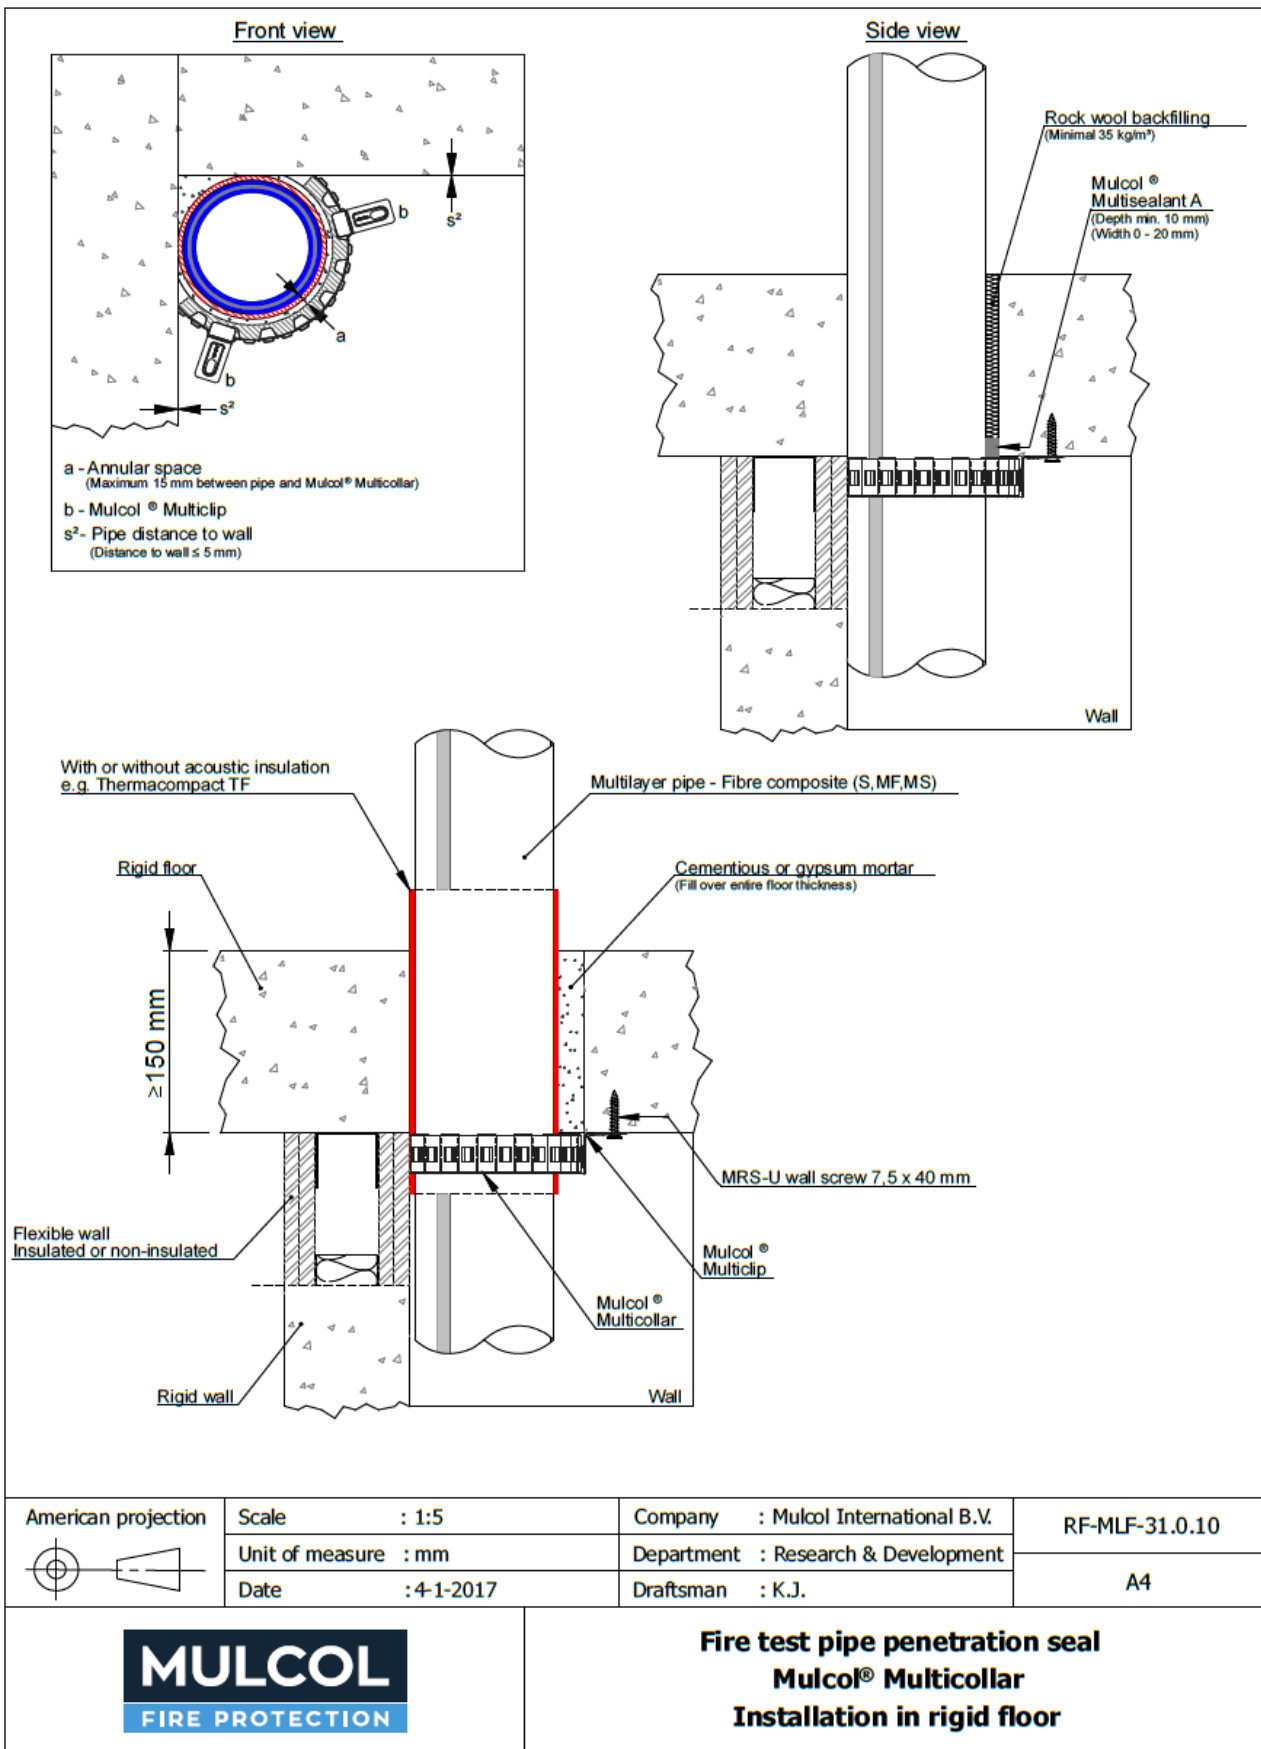 Front view
Side view
b
s²
a
b
s²
a - Annular space
(Maximum 15 mm between pipe and Mulcol® Multicollar)
b - Mulcol ® Multiclip
s²- Pipe distance to wall
(Distance to wall ≤ 5 mm)
Rock wool backfilling
(Minimal 35 kg/m³)
Mulcol ®
Multisealant A
(Depth min. 10 mm)
(Width 0 - 20 mm)
Wall
With or without acoustic insulation
e.g. Thermacompact TF
Multilayer pipe - Fibre composite (S,MF,MS)
Rigid floor
Cementious or gypsum mortar
(Fill over entire floor thickness)
≥150 mm
MRS-U wall screw 7,5 x 40 mm
Flexible wall
Insulated or non-insulated
Mulcol ®
Multiclip
Mulcol ®
Multicollar
Rigid wall
Wall
American projection
Scale : 1:5
Unit of measure : mm
Date : 4-1-2017
Company : Mulcol International B.V.
Department : Research & Development
Draftsman : K.J.
RF-MLF-31.0.10
A4
MULCOL
FIRE PROTECTION
Fire test pipe penetration seal
Mulcol® Multicollar
Installation in rigid floor